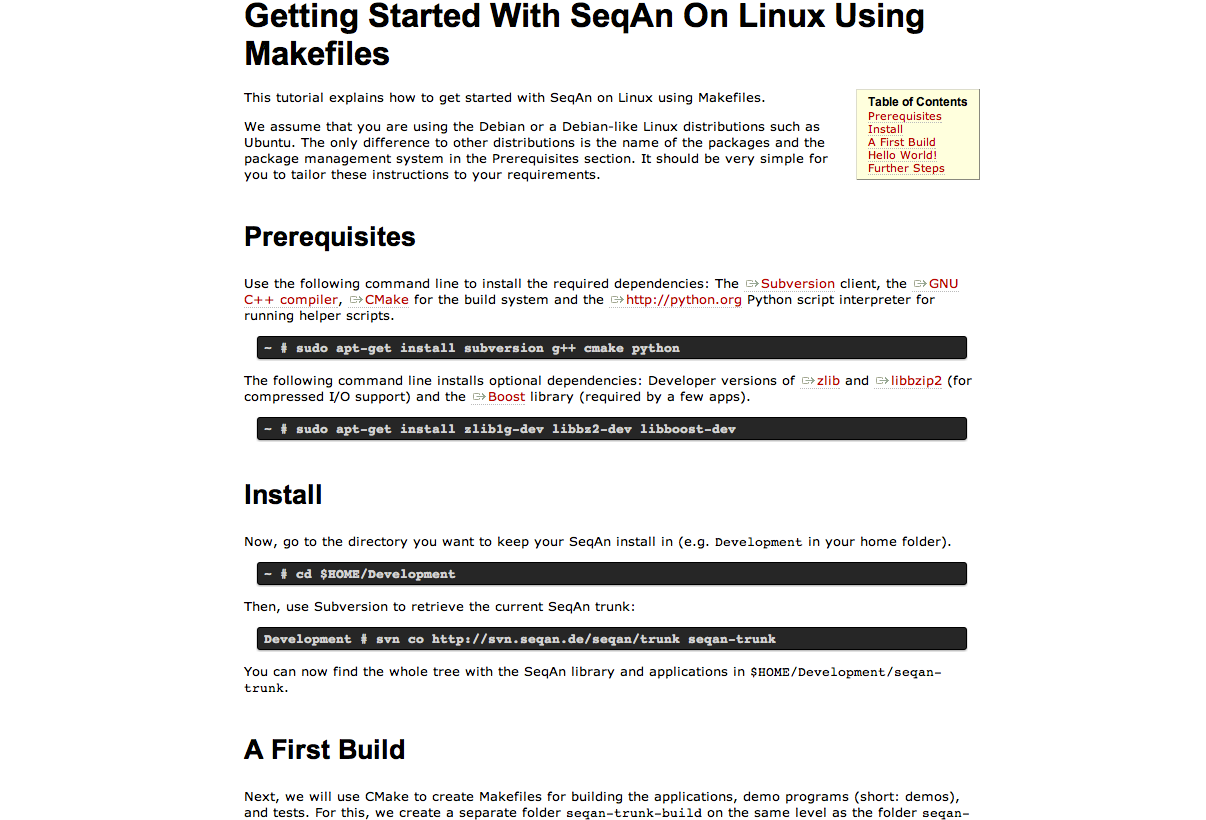 Getting Started With SeqAn On Linux Using
Makefiles
This tutorial explains how to get started with SeqAn on Linux using Makefiles.
We assume that you are using the Debian or a Debian-like Linux distributions such as
Ubuntu. The only difference to other distributions is the name of the packages and the
package management system in the Prerequisites section. It should be very simple for
you to tailor these instructions to your requirements.
Table of Contents
Prerequisites
Install
A First Build
Hello World!
Further Steps
Prerequisites
Use the following command line to install the required dependencies: The Subversion client, the GNU
C++ compiler, CMake for the build system and the http://python.org Python script interpreter for
running helper scripts.
~ # sudo apt-get install subversion g++ cmake python
The following command line installs optional dependencies: Developer versions of zlib and libbzip2 (for
compressed I/O support) and the Boost library (required by a few apps).
~ # sudo apt-get install zlib1g-dev libbz2-dev libboost-dev
Install
Now, go to the directory you want to keep your SeqAn install in (e.g. Development in your home folder).
~ # cd $HOME/Development
Then, use Subversion to retrieve the current SeqAn trunk:
Development # svn co http://svn.seqan.de/seqan/trunk seqan-trunk
You can now find the whole tree with the SeqAn library and applications in $HOME/Development/seqan-
trunk.
A First Build
Next, we will use CMake to create Makefiles for building the applications, demo programs (short: demos),
and tests. For this, we create a separate folder seqan-trunk-build on the same level as the folder seqan-